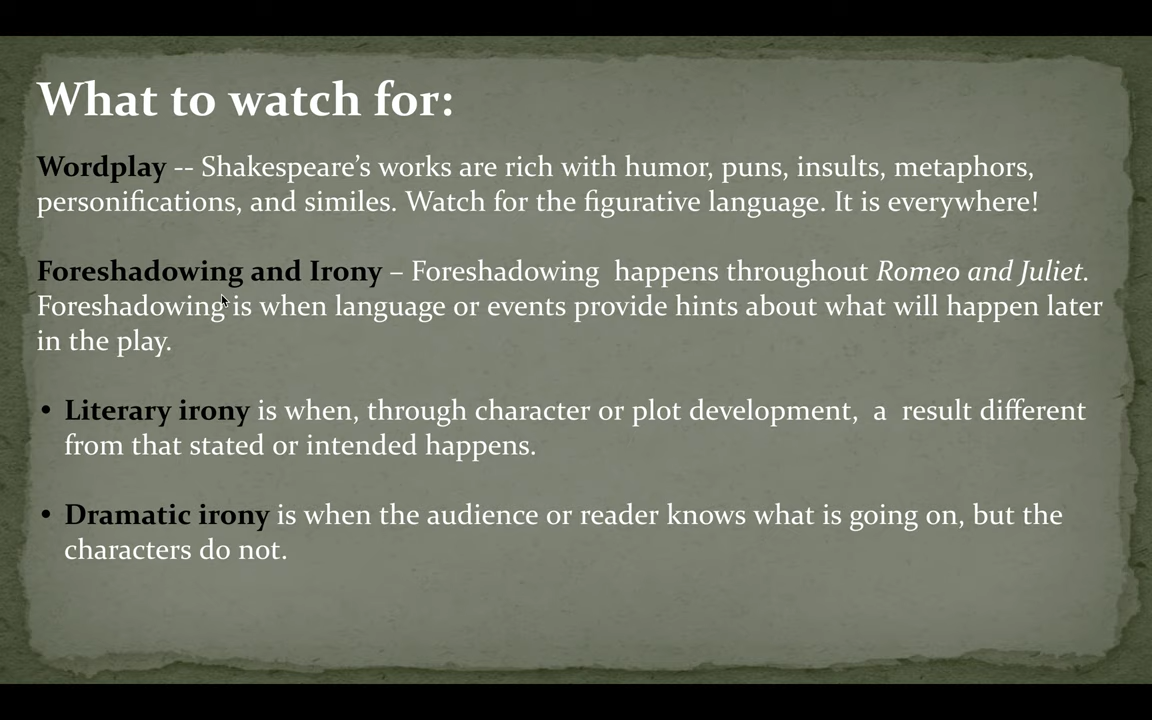 What to watch for:
Wordplay -- Shakespeare’s works are rich with humor, puns, insults, metaphors,
personifications, and similes. Watch for the figurative language. It is everywhere!
Foreshadowing and Irony – Foreshadowing  happens throughout Romeo and Juliet.
Foreshadowing is when language or events provide hints about what will happen later
in the play.
• Literary irony is when, through character or plot development,  a  result different
from that stated or intended happens.
• Dramatic irony is when the audience or reader knows what is going on, but the
characters do not.